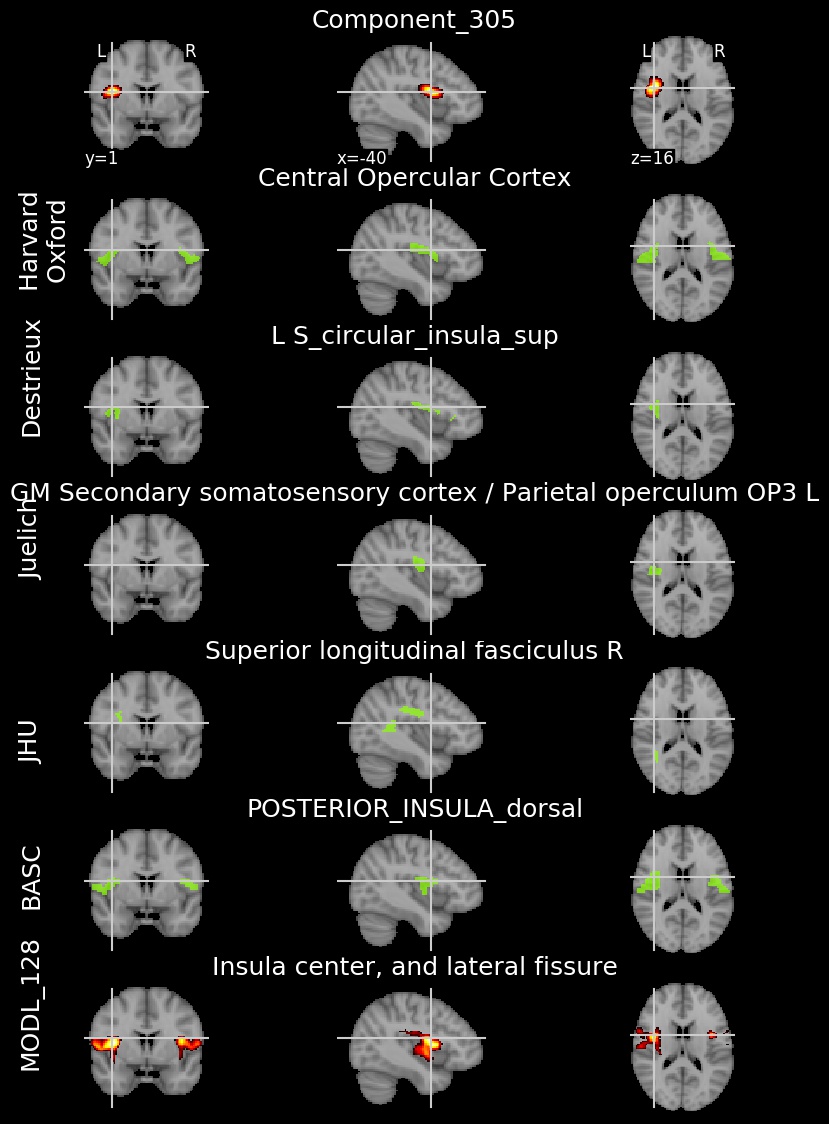 Component_305
L R L R
y=1 x=-40 z=16
Central Opercular Cortex
Harvard
Oxford
L S_circular_insula_sup
Destrieux
GM Secondary somatosensory cortex / Parietal operculum OP3 L
Juelich
Superior longitudinal fasciculus R
JHU
POSTERIOR_INSULA_dorsal
BASC
Insula center, and lateral fissure
MODL_128